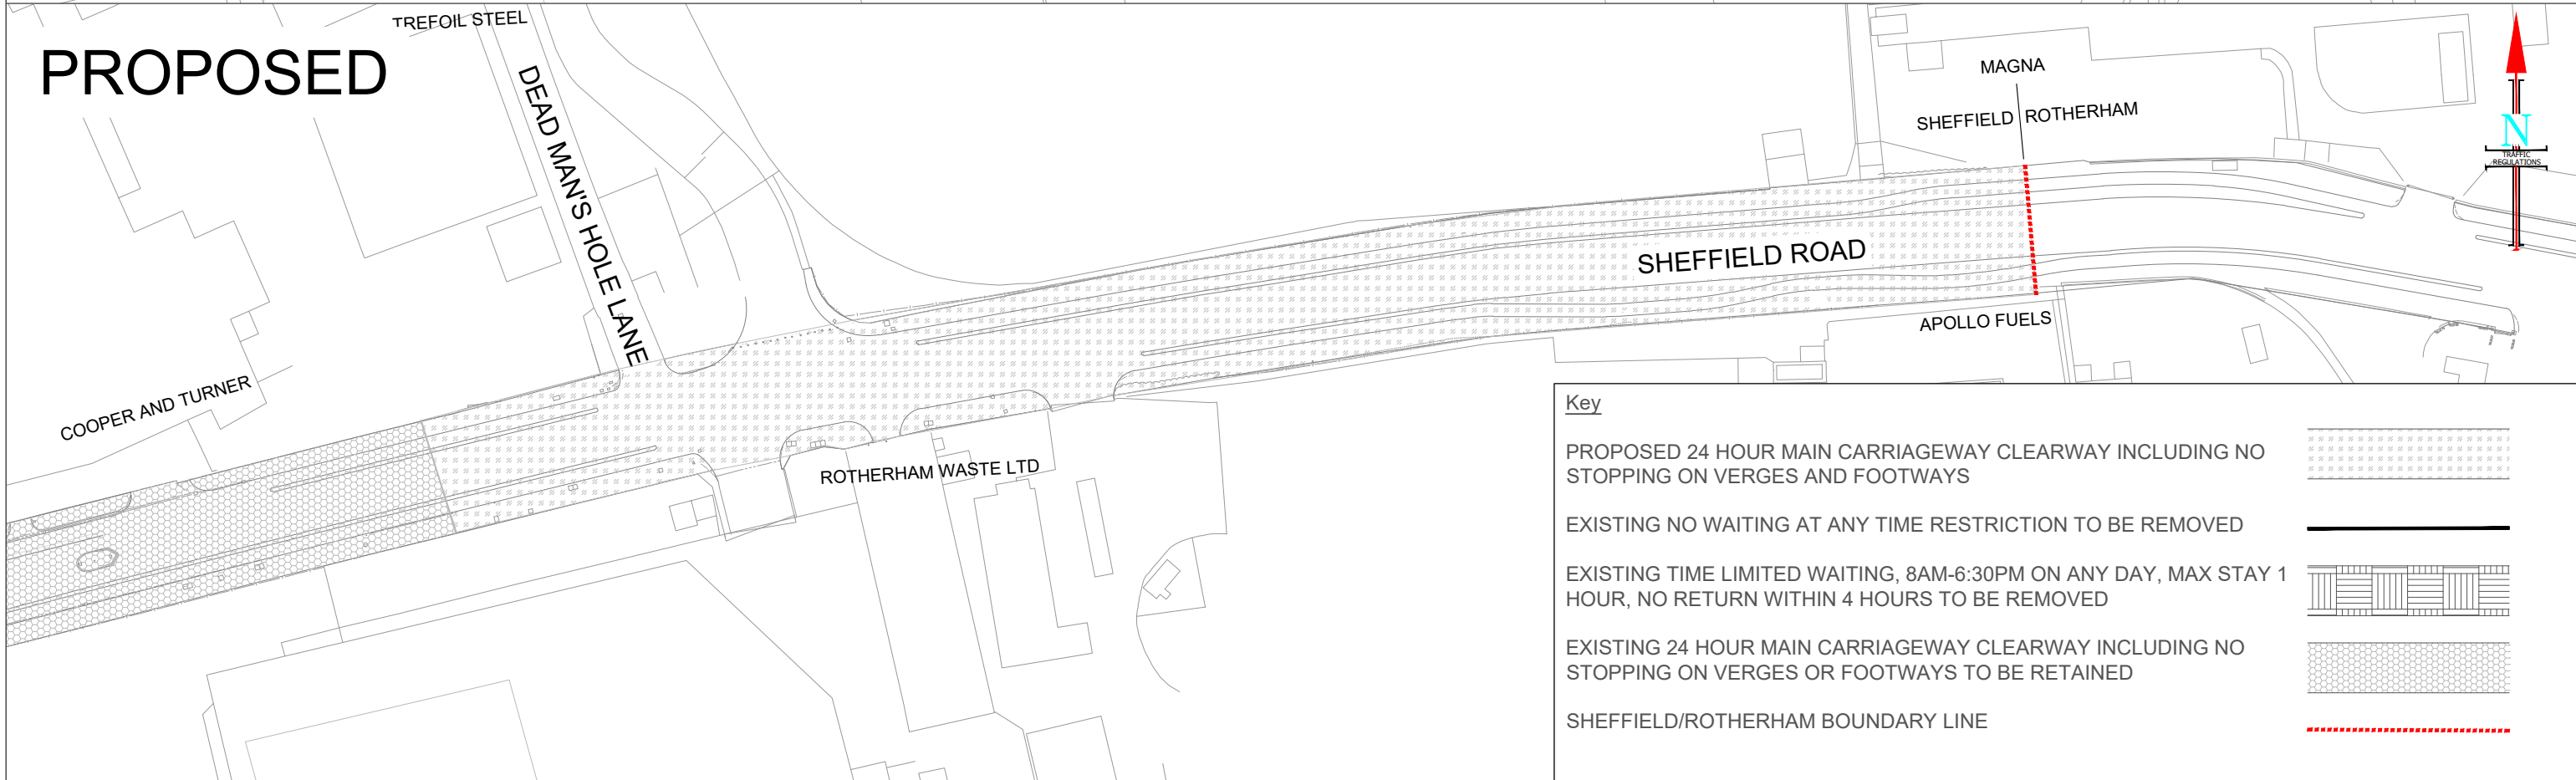 TREFOIL STEEL
PROPOSED
DEAD MAN'S HOLE LANE
MAGNA
SHEFFIELD ROTHERHAM
N
TRAFFIC
REGULATIONS
SHEFFIELD ROAD
APOLLO FUELS
COOPER AND TURNER
ROTHERHAM WASTE LTD
Key
PROPOSED 24 HOUR MAIN CARRIAGEWAY CLEARWAY INCLUDING NO
STOPPING ON VERGES AND FOOTWAYS
EXISTING NO WAITING AT ANY TIME RESTRICTION TO BE REMOVED
EXISTING TIME LIMITED WAITING, 8AM-6:30PM ON ANY DAY, MAX STAY 1
HOUR, NO RETURN WITHIN 4 HOURS TO BE REMOVED
EXISTING 24 HOUR MAIN CARRIAGEWAY CLEARWAY INCLUDING NO
STOPPING ON VERGES OR FOOTWAYS TO BE RETAINED
SHEFFIELD/ROTHERHAM BOUNDARY LINE